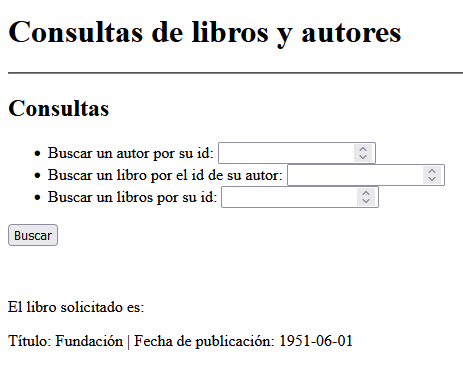 Consultas de libros y autores
Consultas
Buscar un autor por su id:
Buscar un libro por el id de su autor:
Buscar un libros por su id:
Buscar
El libro solicitado es:
Título: Fundación | Fecha de publicación: 1951-06-01